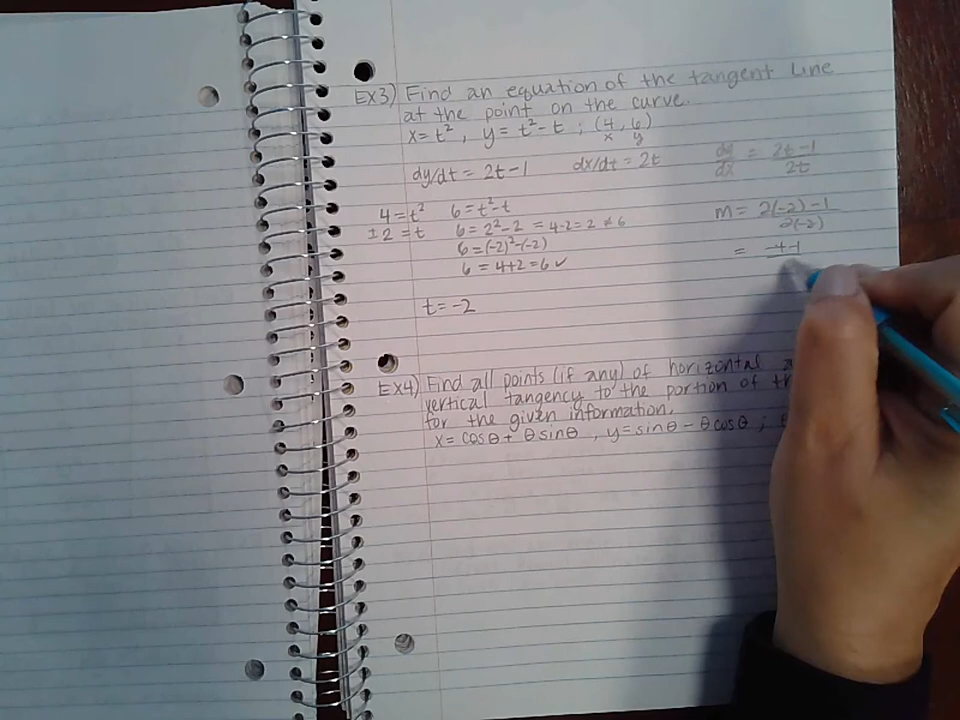 Ex3) Find an equation of the tangent line
at the point on the curve.
x = t², y = t² - t ; (4, 6)
x y
dy/dt = 2t - 1 dx/dt = 2t dy/dx = 2t - 1 / 2t
4 = t² 6 = t² - t m = 2(-2) - 1 / 2(-2)
±2 = t 6 = 2² - 2 = 4 - 2 = 2 ≠ 6
6 = (-2)² - (-2) = -4 - 1
6 = 4 + 2 = 6 ✓
t = -2
Ex4) Find all points (if any) of horizontal
vertical tangency to the portion of
for the given information.
x = cosθ + θsinθ, y = sinθ - θcosθ ;